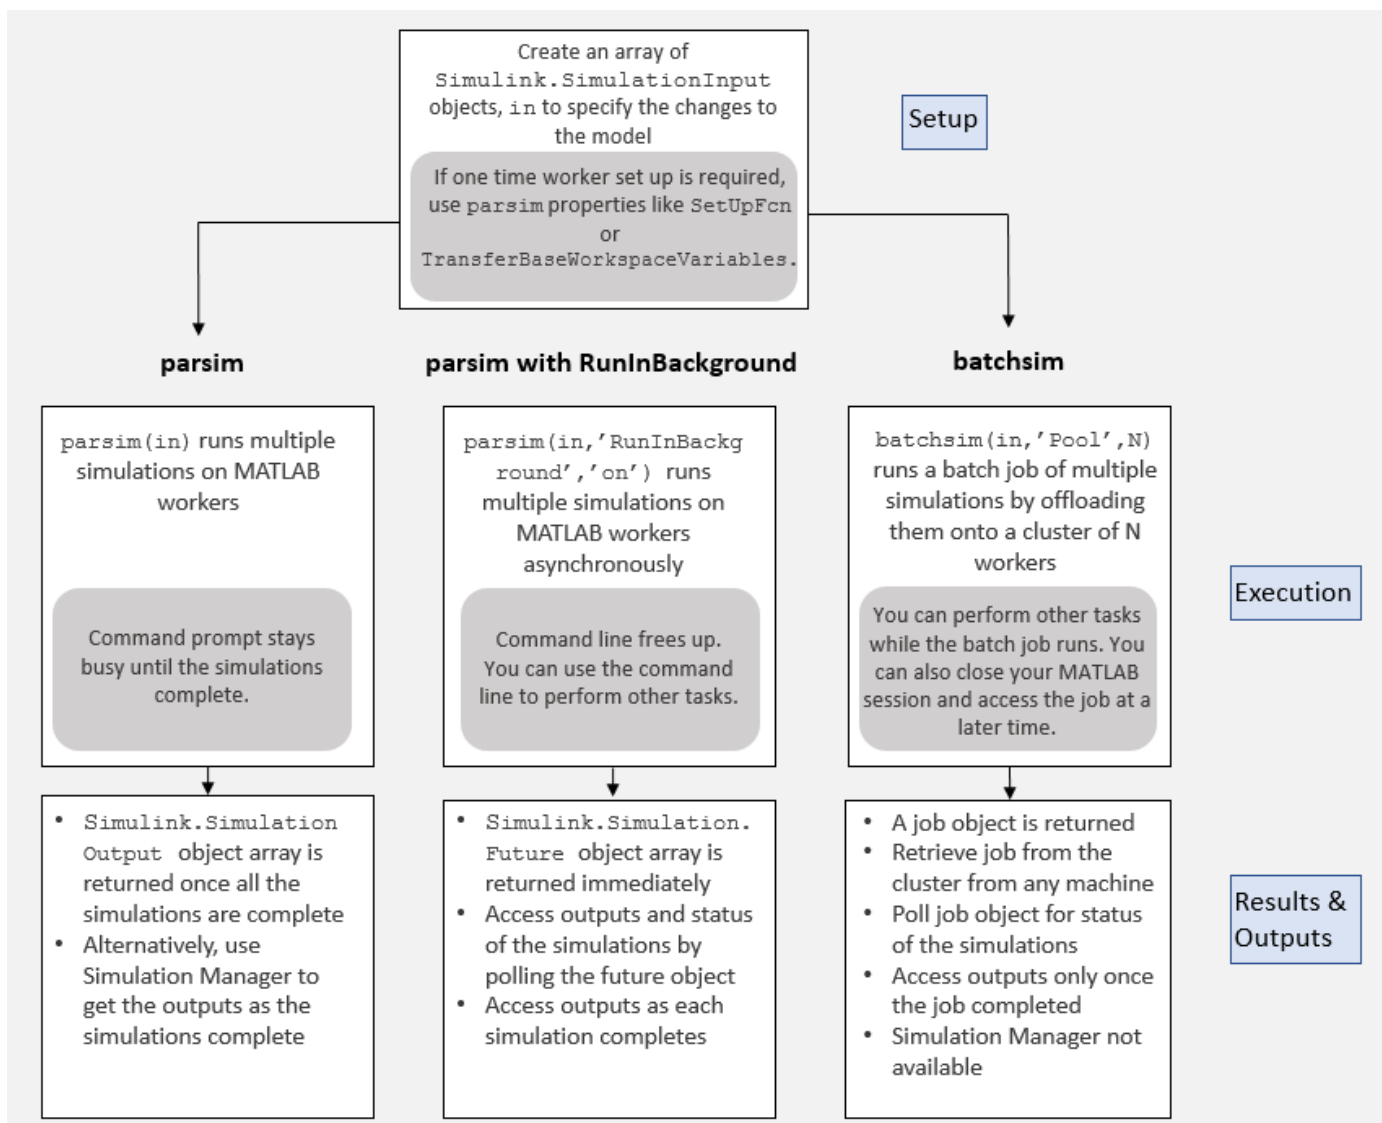 Create an array of
Simulink.SimulationInput
objects, in to specify the changes to
the model
If one time worker set up is required,
use parsim properties like SetUpFcn
or
TransferBaseWorkspaceVariables.
Setup
parsim
parsim with RunInBackground
batchsim
parsim(in) runs multiple
simulations on MATLAB
workers
Command prompt stays
busy until the simulations
complete.
parsim(in,'RunInBackg
round','on') runs
multiple simulations on
MATLAB workers
asynchronously
Command line frees up.
You can use the command
line to perform other tasks.
batchsim(in,'Pool',N)
runs a batch job of multiple
simulations by offloading
them onto a cluster of N
workers
You can perform other tasks
while the batch job runs. You
can also close your MATLAB
session and access the job at a
later time.
Execution
• Simulink.Simulation
Output object array is
returned once all the
simulations are complete
• Alternatively, use
Simulation Manager to
get the outputs as the
simulations complete
• Simulink.Simulation.
Future object array is
returned immediately
• Access outputs and status
of the simulations by
polling the future object
• Access outputs as each
simulation completes
• A job object is returned
• Retrieve job from the
cluster from any machine
• Poll job object for status
of the simulations
• Access outputs only once
the job completed
• Simulation Manager not
available
Results &
Outputs